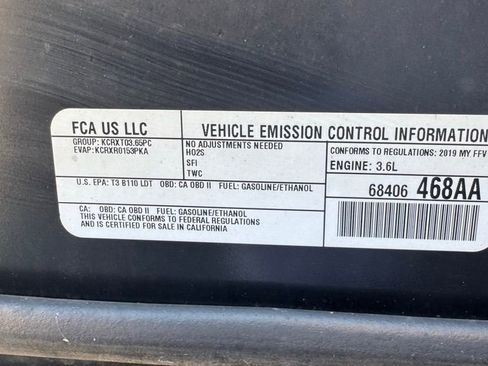 FCA US LLC
GROUP: KCRXT03.65PC
EVAP: KCRXR0153PKA
VEHICLE EMISSION CONTROL INFORMATION
NO ADJUSTMENTS NEEDED
HO2S
SFI
TWC
CONFORMS TO REGULATIONS: 2019 MY FFV
ENGINE: 3.6L
U.S. EPA: T3 B110 LDT OBD: CA OBD II FUEL: GASOLINE/ETHANOL
68406 468AA
CA: OBD: CA OBD II FUEL: GASOLINE/ETHANOL
THIS VEHICLE CONFORMS TO FEDERAL REGULATIONS
AND IS CERTIFIED FOR SALE IN CALIFORNIA